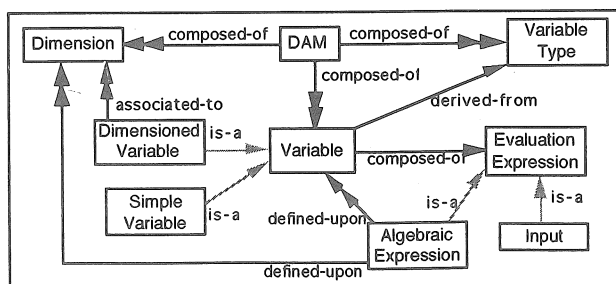 Dimension
composed-of
DAM
composed-of
Variable
Type
composed-of
associated-to
derived-from
Dimensioned
Variable
is-a
Variable
composed-of
Evaluation
Expression
Simple
Variable
is-a
is-a
is-a
defined-upon
Algebraic
Expression
Input
defined-upon